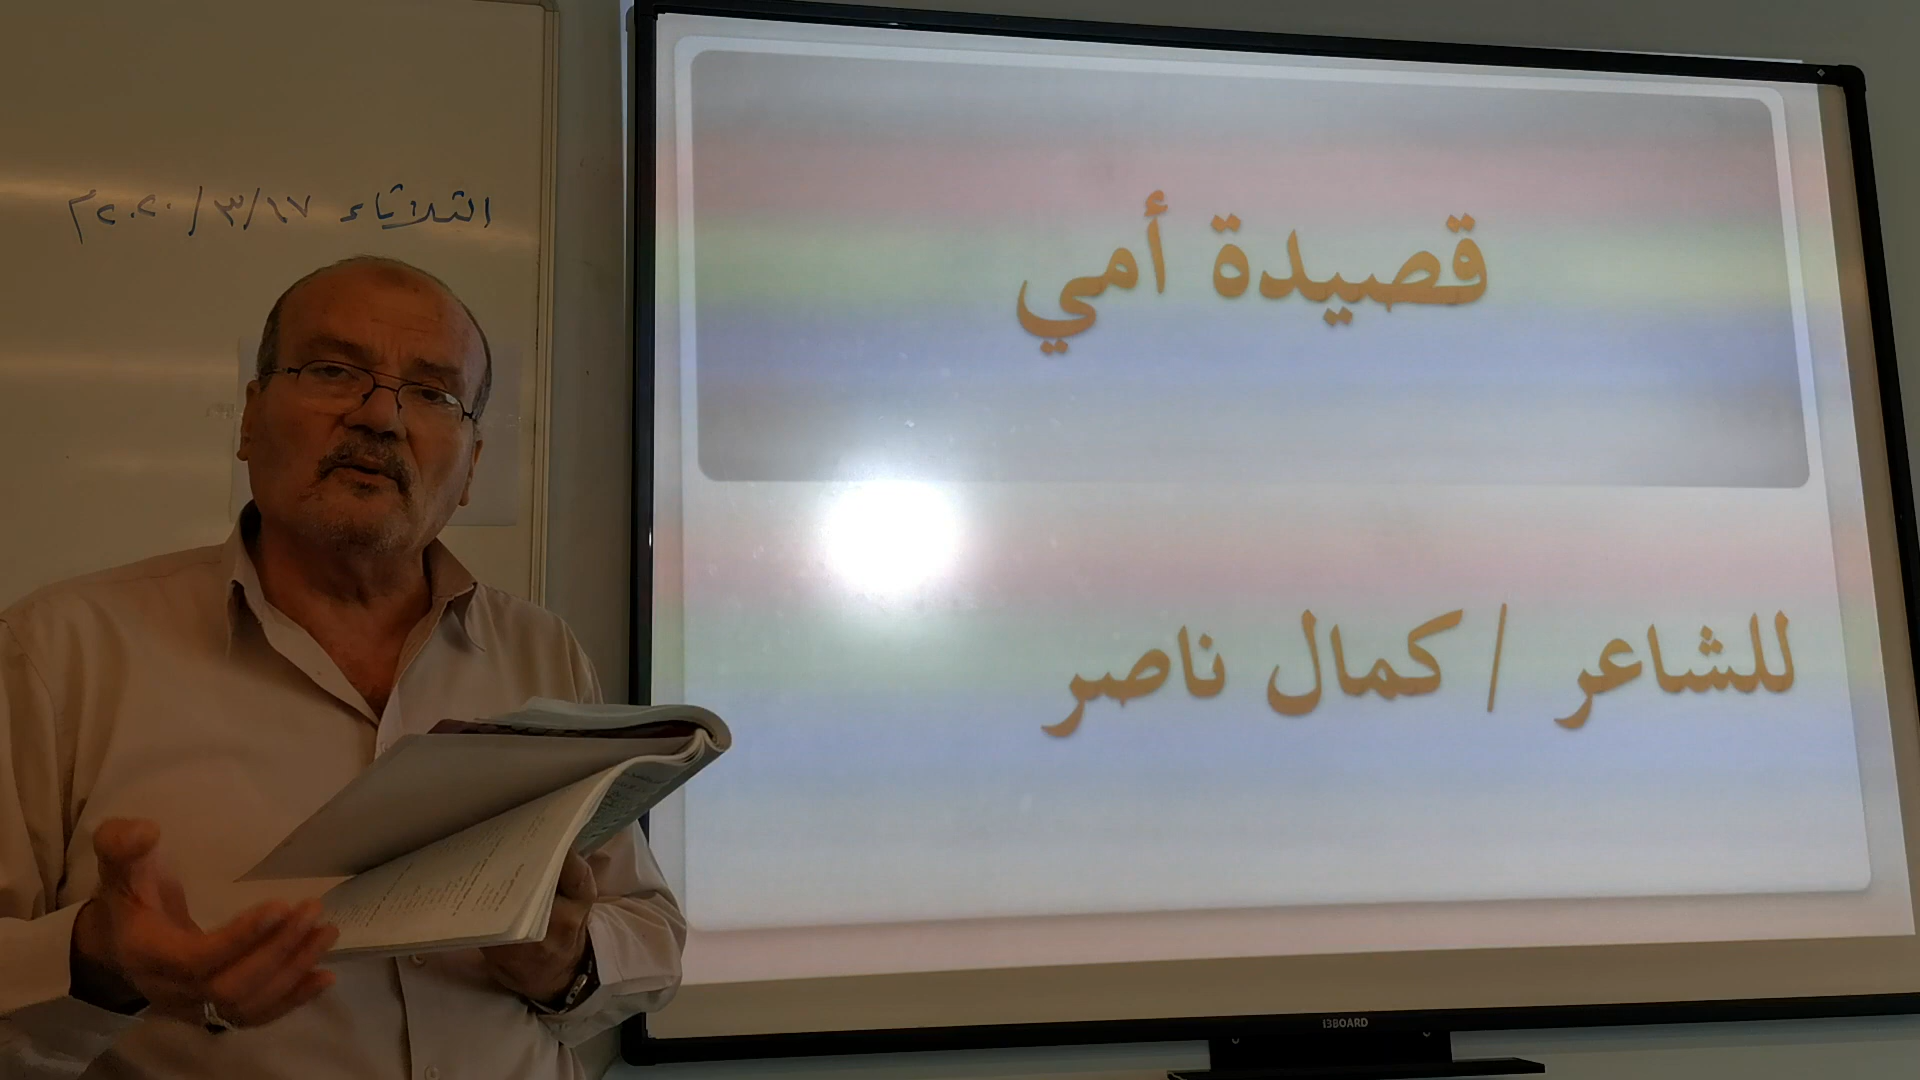 الثلاثاء ١٧/٣/٢٠٢٠م
قصيدة أمي
للشاعر / كمال ناصر
i3BOARD